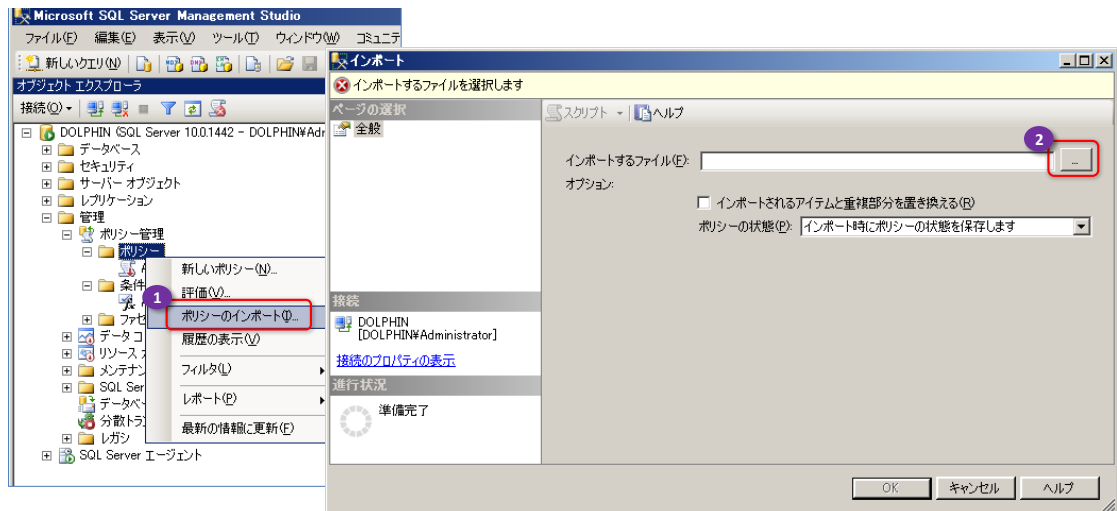 Microsoft SQL Server Management Studio
ファイル(F) 編集(E) 表示(V) ツール(T) ウィンドウ(W) コミュニテ
新しいクエリ(N)
オブジェクト エクスプローラ
接続(O)
DOLPHIN (SQL Server 10.0.1442 - DOLPHIN¥Adr
データベース
セキュリティ
サーバー オブジェクト
レプリケーション
管理
ポリシー管理
ポリシー
条件
ファセ
データ コ
リソース
メンテナン
SQL Ser
データベ
分散トラ
レガシ
SQL Server エージェント
新しいポリシー(N)...
評価(V)...
1
ポリシーのインポート(I)...
履歴の表示(V)
フィルタ(L)
レポート(P)
最新の情報に更新(F)
インポート
インポートするファイルを選択します
ページの選択
全般
スクリプト ヘルプ
2
インポートするファイル(F):
...
オプション:
インポートされるアイテムと重複部分を置き換える(R)
ポリシーの状態(P): インポート時にポリシーの状態を保存します
接続
DOLPHIN
[DOLPHIN¥Administrator]
接続のプロパティの表示
進行状況
準備完了
OK キャンセル ヘルプ